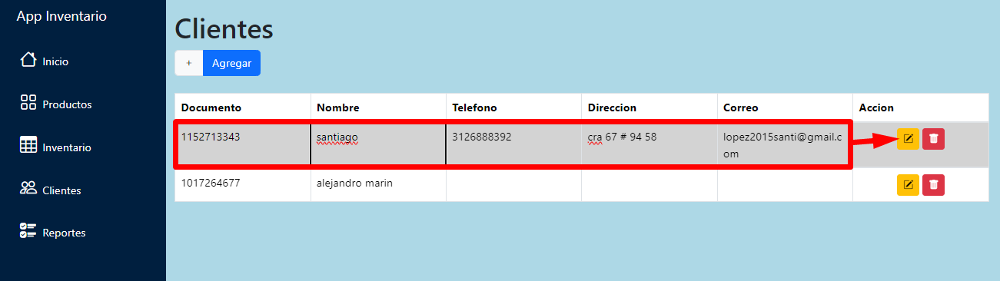 App Inventario
Inicio
Productos
Inventario
Clientes
Reportes
Clientes
+ Agregar
Documento Nombre Telefono Direccion Correo Accion
1152713343 santiago 3126888392 cra 67 # 94 58 lopez2015santi@gmail.c
om
1017264677 alejandro marin